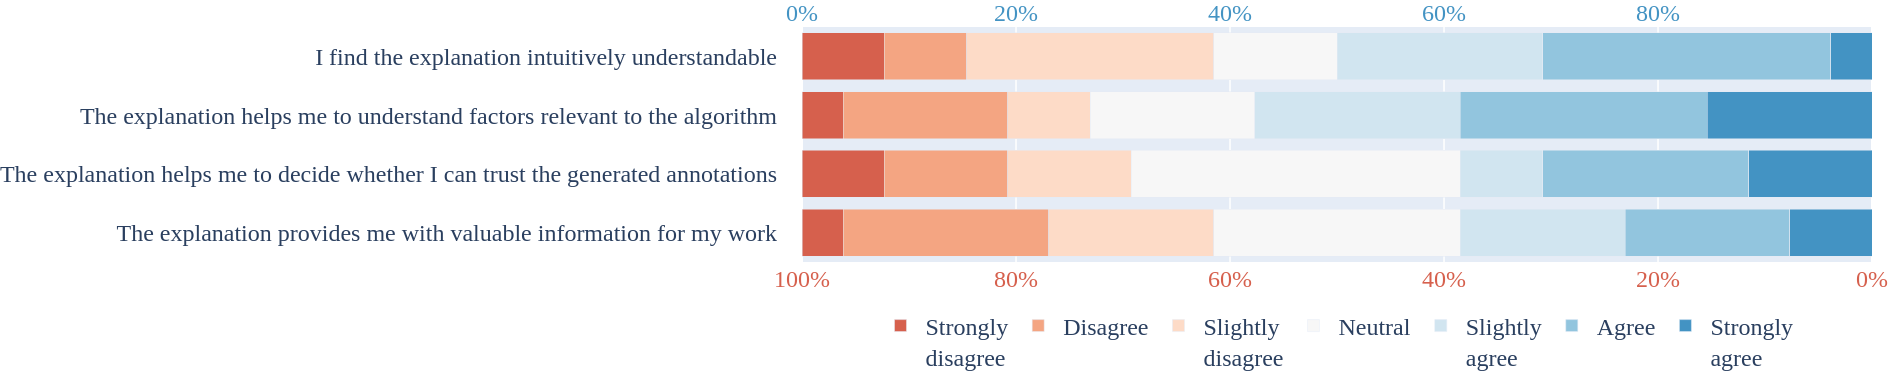 0% 20% 40% 60% 80%
I find the explanation intuitively understandable
The explanation helps me to understand factors relevant to the algorithm
The explanation helps me to decide whether I can trust the generated annotations
The explanation provides me with valuable information for my work
100% 80% 60% 40% 20% 0%
Strongly disagree
Disagree
Slightly disagree
Neutral
Slightly agree
Agree
Strongly agree